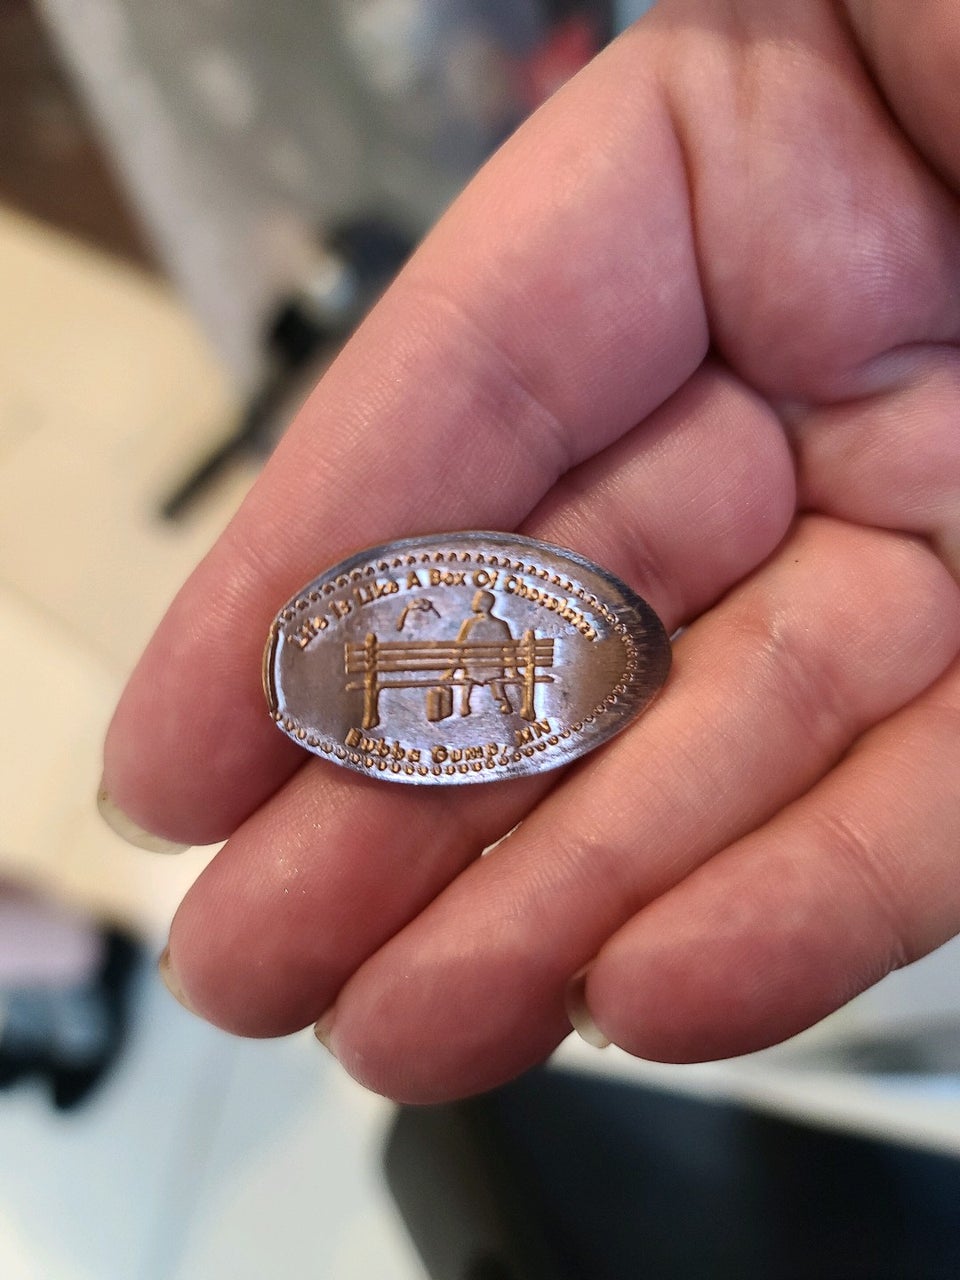 Life Is Like A Box Of Chocolates
Bubba Gump, MN